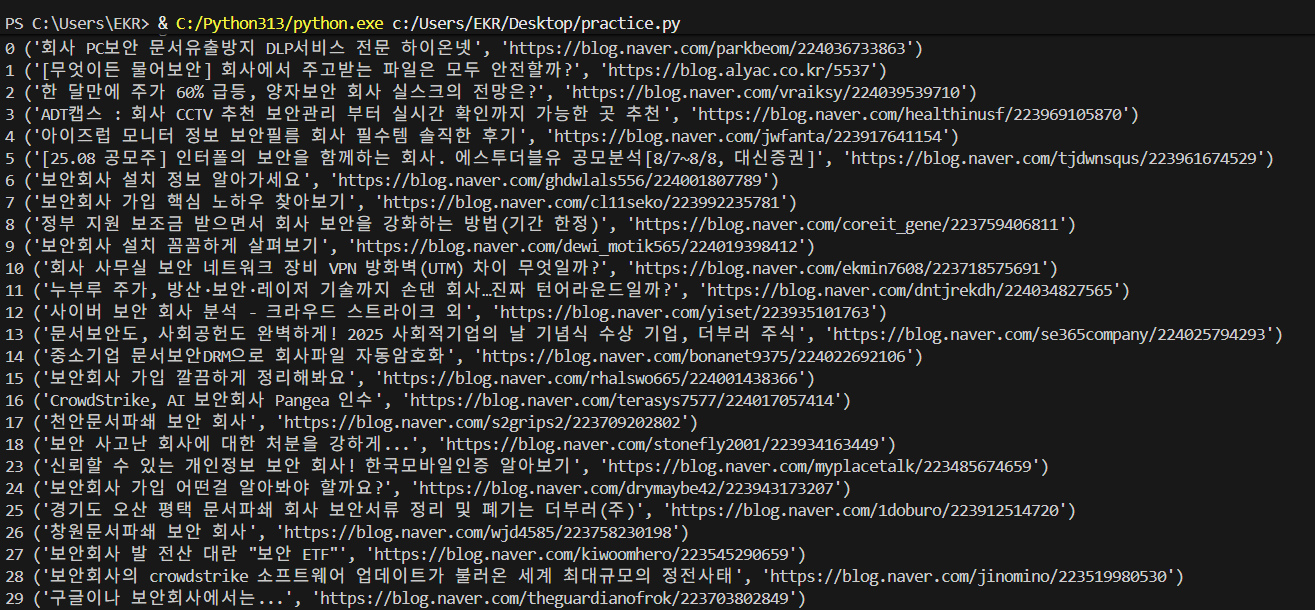 PS C:\Users\EKR> & C:/Python313/python.exe c:/Users/EKR/Desktop/practice.py
0 ('회사 PC보안 문서유출방지 DLP서비스 전문 하이온넷', 'https://blog.naver.com/parkbeom/224036733863')
1 ('[무엇이든 물어보안] 회사에서 주고받는 파일은 모두 안전할까?', 'https://blog.alyac.co.kr/5537')
2 ('한 달만에 주가 60% 급등, 양자보안 회사 실스크의 전망은?', 'https://blog.naver.com/vraiksy/224039539710')
3 ('ADT캡스 : 회사 CCTV 추천 보안관리 부터 실시간 확인까지 가능한 곳 추천', 'https://blog.naver.com/healthinusf/223969105870')
4 ('아이즈럽 모니터 정보 보안필름 회사 필수템 솔직한 후기', 'https://blog.naver.com/jwfanta/223917641154')
5 ('[25.08 공모주] 인터폴의 보안을 함께하는 회사. 에스투더블유 공모분석[8/7~8/8, 대신증권]', 'https://blog.naver.com/tjdwnsqus/223961674529')
6 ('보안회사 설치 정보 알아가세요', 'https://blog.naver.com/ghdwlals556/224001807789')
7 ('보안회사 가입 핵심 노하우 찾아보기', 'https://blog.naver.com/cl11seko/223992235781')
8 ('정부 지원 보조금 받으면서 회사 보안을 강화하는 방법(기간 한정)', 'https://blog.naver.com/coreit_gene/223759406811')
9 ('보안회사 설치 꼼꼼하게 살펴보기', 'https://blog.naver.com/dewi_motik565/224019398412')
10 ('회사 사무실 보안 네트워크 장비 VPN 방화벽(UTM) 차이 무엇일까?', 'https://blog.naver.com/ekmin7608/223718575691')
11 ('누부루 주가, 방산·보안·레이저 기술까지 손댄 회사…진짜 턴어라운드일까?', 'https://blog.naver.com/dntjrekdh/224034827565')
12 ('사이버 보안 회사 분석 - 크라우드 스트라이크 외', 'https://blog.naver.com/yiset/223935101763')
13 ('문서보안도, 사회공헌도 완벽하게! 2025 사회적기업의 날 기념식 수상 기업, 더부러 주식', 'https://blog.naver.com/se365company/224025794293')
14 ('중소기업 문서보안DRM으로 회사파일 자동암호화', 'https://blog.naver.com/bonanet9375/224022692106')
15 ('보안회사 가입 깔끔하게 정리해봐요', 'https://blog.naver.com/rhalswo665/224001438366')
16 ('CrowdStrike, AI 보안회사 Pangea 인수', 'https://blog.naver.com/terasys7577/224017057414')
17 ('천안문서파쇄 보안 회사', 'https://blog.naver.com/s2grips2/223709202802')
18 ('보안 사고난 회사에 대한 처분을 강하게...', 'https://blog.naver.com/stonefly2001/223934163449')
23 ('신뢰할 수 있는 개인정보 보안 회사! 한국모바일인증 알아보기', 'https://blog.naver.com/myplacetalk/223485674659')
24 ('보안회사 가입 어떤걸 알아봐야 할까요?', 'https://blog.naver.com/drymaybe42/223943173207')
25 ('경기도 오산 평택 문서파쇄 회사 보안서류 정리 및 폐기는 더부러(주)', 'https://blog.naver.com/1doburo/223912514720')
26 ('창원문서파쇄 보안 회사', 'https://blog.naver.com/wjd4585/223758230198')
27 ('보안회사 발 전산 대란 "보안 ETF"', 'https://blog.naver.com/kiwoomhero/223545290659')
28 ('보안회사의 crowdstrike 소프트웨어 업데이트가 불러온 세계 최대규모의 정전사태', 'https://blog.naver.com/jinomino/223519980530')
29 ('구글이나 보안회사에서는...', 'https://blog.naver.com/theguardianofrok/223703802849')